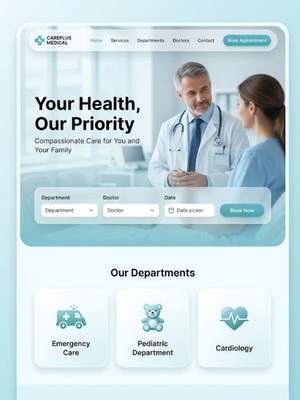 CAREPLUS
MEDICAL
Home Services Departments Doctors Contact Book Appointment
Your Health,
Our Priority
Compassionate Care for You and
Your Family
Department Doctor Date
Department Doctor Date picker Book Now
Our Departments
Emergency
Care
Pediatric
Department
Cardiology